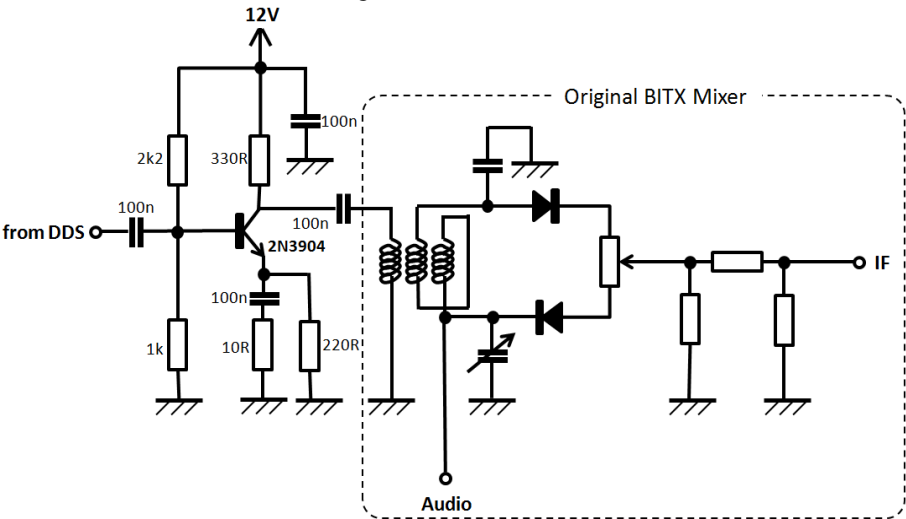 12V
Original BITX Mixer
100n
2k2
330R
100n
100n
from DDS
2N3904
IF
100n
1k
10R
220R
Audio